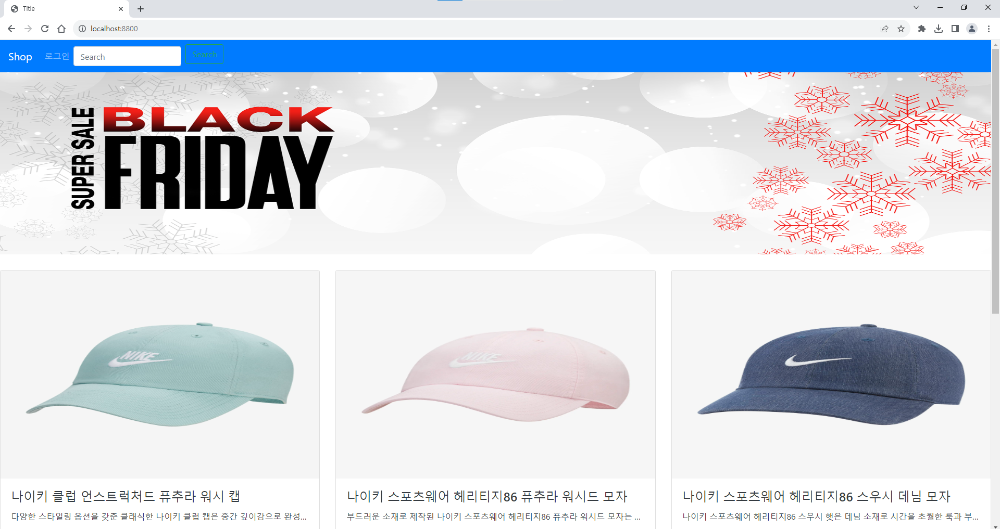 Title
localhost:8800
Shop 로그인 Search Search
SUPER SALE
BLACK
FRIDAY
NIKE
NIKE
나이키 클럽 언스트럭처드 퓨추라 워시 캡
다양한 스타일링 옵션을 갖춘 클래식한 나이키 클럽 캡은 중간 깊이감으로 완성...
나이키 스포츠웨어 헤리티지86 퓨추라 워시드 모자
부드러운 소재로 제작된 나이키 스포츠웨어 헤리티지86 퓨추라 워시드 모자는 ...
나이키 스포츠웨어 헤리티지86 스우시 데님 모자
나이키 스포츠웨어 헤리티지86 스우시 햇은 데님 소재로 시간을 초월한 룩과 부...